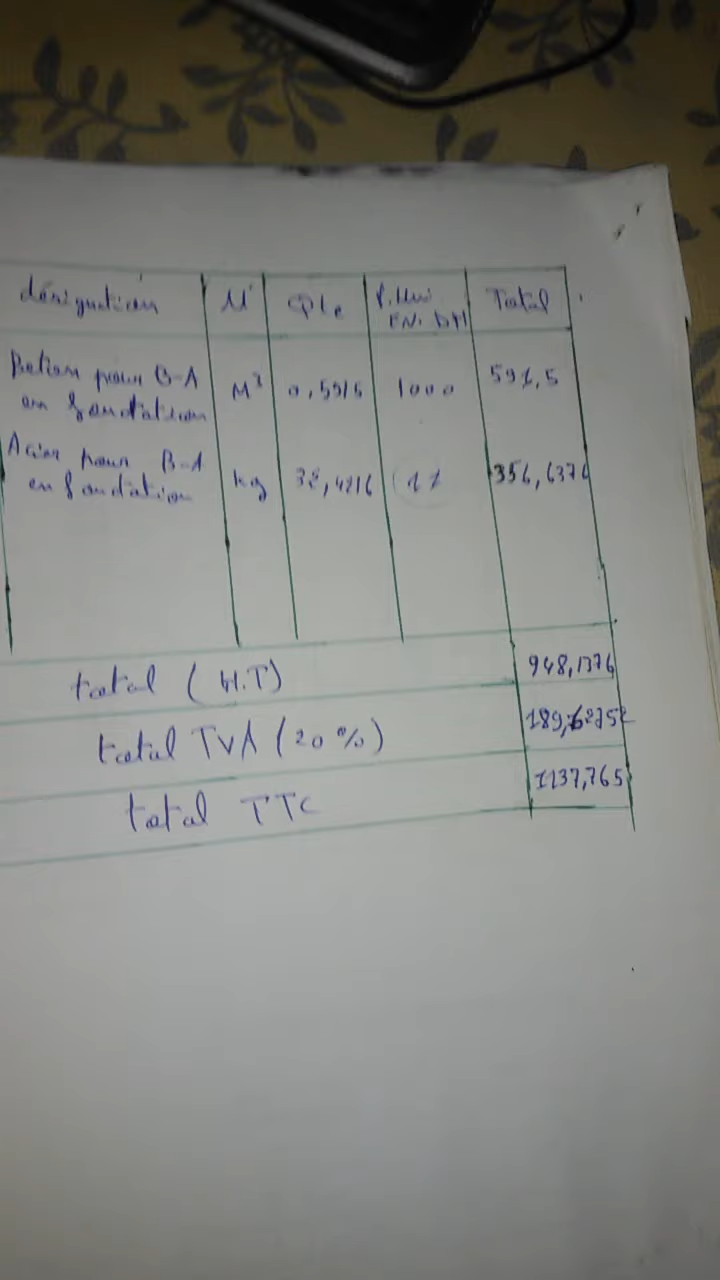 désignation U Qte P.Uni
EN. DH Total
Béton pour B-A
en fondation M³ 0,5915 1000 591,5
Acier pour B-A
en fondation kg 32,4216 11 356,6376
total (H.T) 948,1376
total TVA (20%) 189,62752
total TTC 1137,765